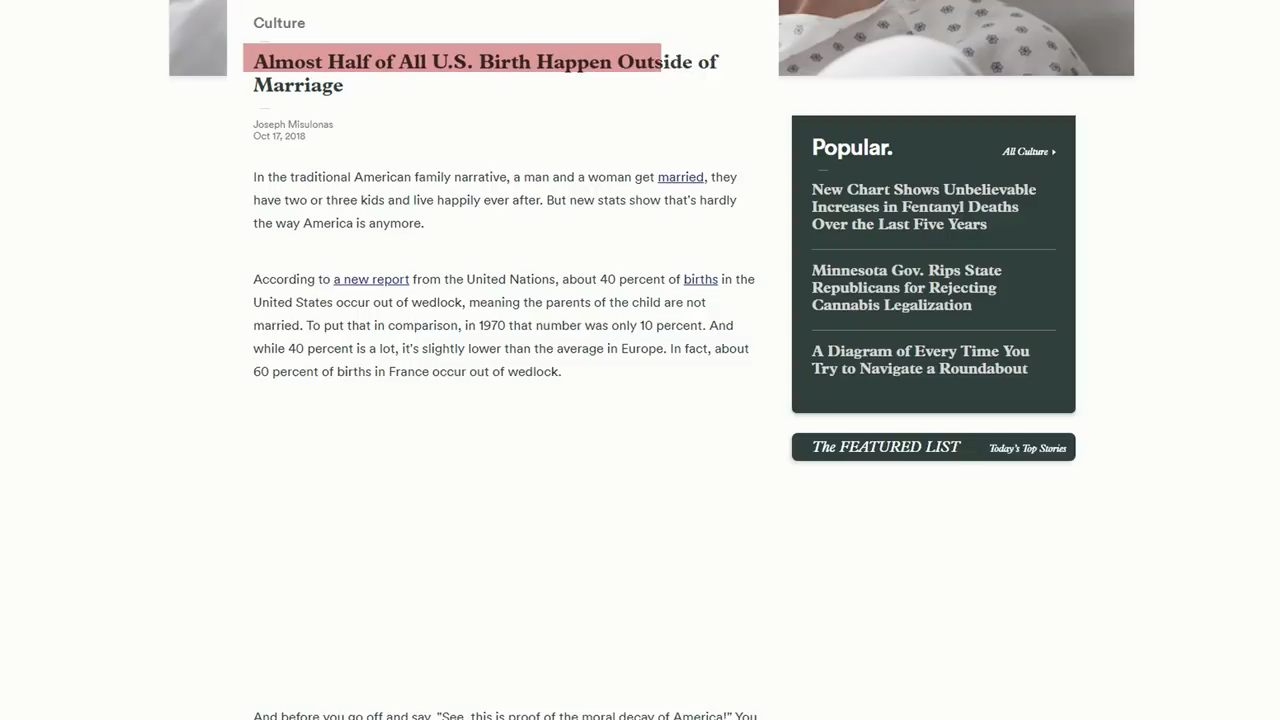 Culture
Almost Half of All U.S. Birth Happen Outside of
Marriage
Joseph Misulonas
Oct 17, 2018
In the traditional American family narrative, a man and a woman get married, they
have two or three kids and live happily ever after. But new stats show that's hardly
the way America is anymore.
According to a new report from the United Nations, about 40 percent of births in the
United States occur out of wedlock, meaning the parents of the child are not
married. To put that in comparison, in 1970 that number was only 10 percent. And
while 40 percent is a lot, it's slightly lower than the average in Europe. In fact, about
60 percent of births in France occur out of wedlock.
And before you go off and say, "See, this is proof of the moral decay of America!" You
Popular.
All Culture
New Chart Shows Unbelievable
Increases in Fentanyl Deaths
Over the Last Five Years
Minnesota Gov. Rips State
Republicans for Rejecting
Cannabis Legalization
A Diagram of Every Time You
Try to Navigate a Roundabout
The FEATURED LIST
Today's Top Stories